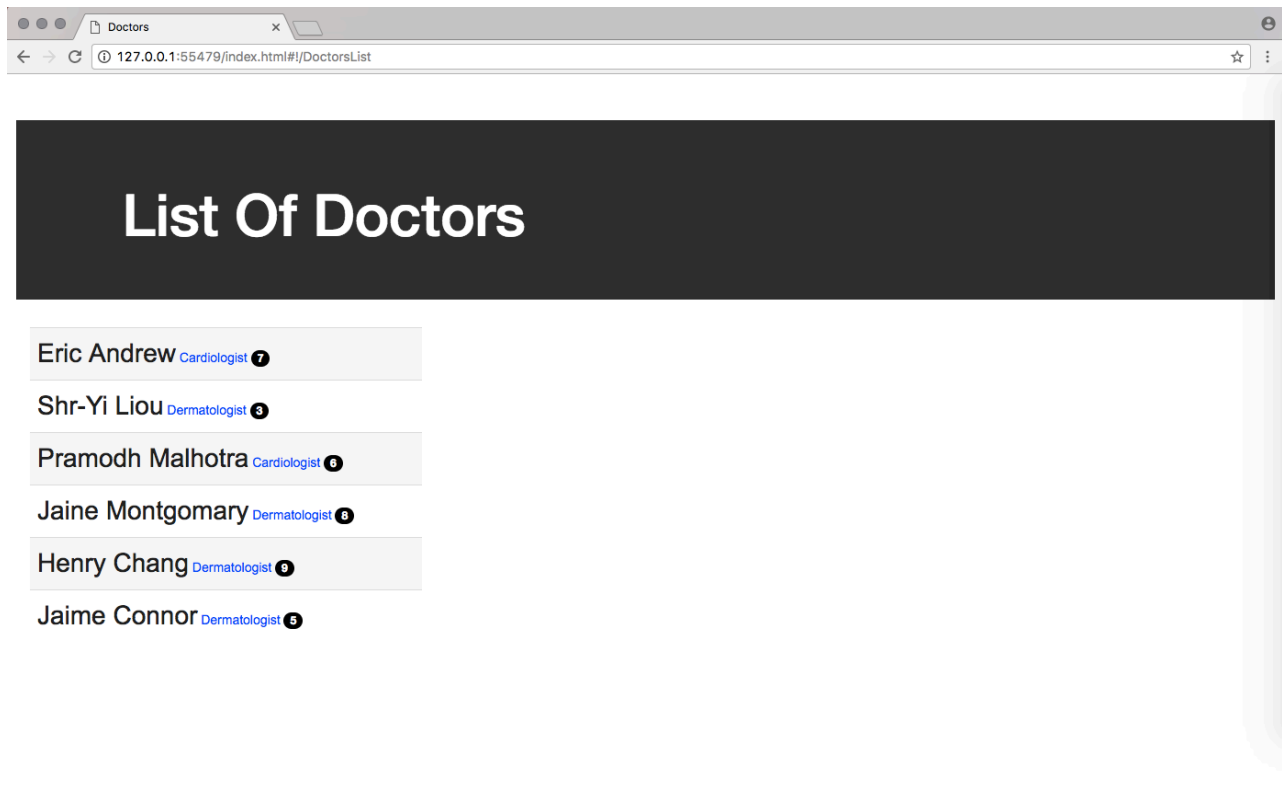 Doctors
127.0.0.1:55479/index.html#!/DoctorsList
List Of Doctors
Eric Andrew Cardiologist 7
Shr-Yi Liou Dermatologist 3
Pramodh Malhotra Cardiologist 6
Jaine Montgomary Dermatologist 8
Henry Chang Dermatologist 9
Jaime Connor Dermatologist 5